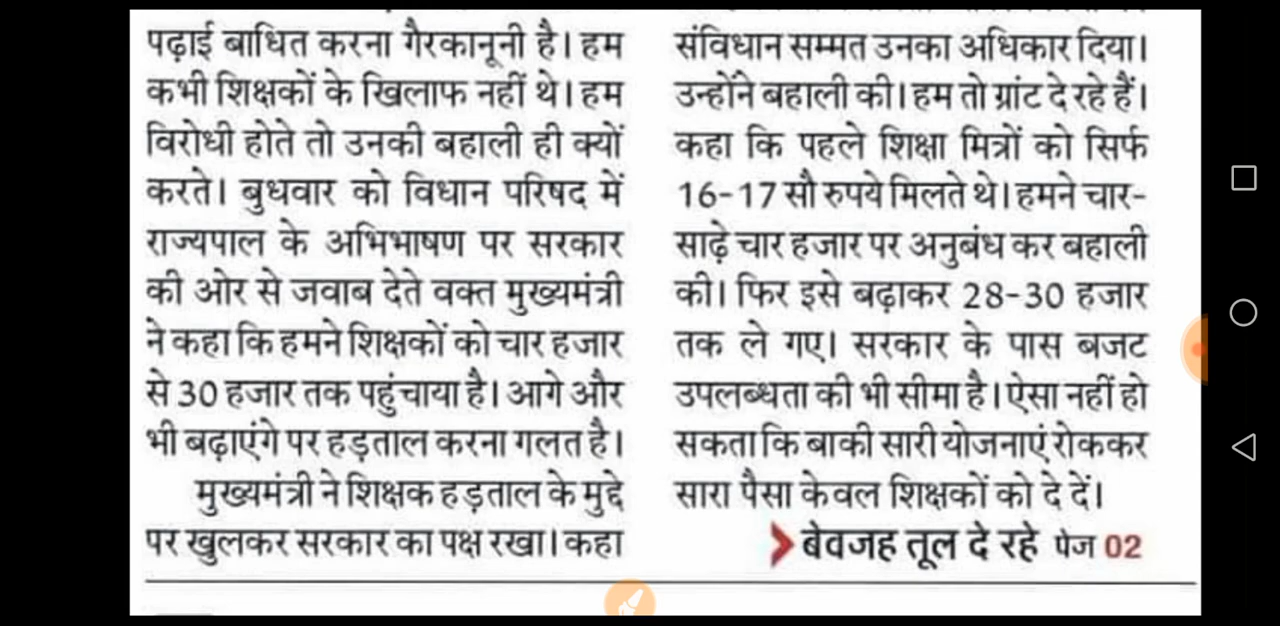 पढ़ाई बाधित करना गैरकानूनी है। हम
कभी शिक्षकों के खिलाफ नहीं थे। हम
विरोधी होते तो उनकी बहाली ही क्यों
करते। बुधवार को विधान परिषद में
राज्यपाल के अभिभाषण पर सरकार
की ओर से जवाब देते वक्त मुख्यमंत्री
ने कहा कि हमने शिक्षकों को चार हजार
से 30 हजार तक पहुंचाया है। आगे और
भी बढ़ाएंगे पर हड़ताल करना गलत है।
मुख्यमंत्री ने शिक्षक हड़ताल के मुद्दे
पर खुलकर सरकार का पक्ष रखा। कहा
संविधान सम्मत उनका अधिकार दिया।
उन्होंने बहाली की। हम तो ग्रांट दे रहे हैं।
कहा कि पहले शिक्षा मित्रों को सिर्फ
16-17 सौ रुपये मिलते थे। हमने चार-
साढ़े चार हजार पर अनुबंध कर बहाली
की। फिर इसे बढ़ाकर 28-30 हजार
तक ले गए। सरकार के पास बजट
उपलब्धता की भी सीमा है। ऐसा नहीं हो
सकता कि बाकी सारी योजनाएं रोककर
सारा पैसा केवल शिक्षकों को दे दें।
बेवजह तूल दे रहे पेज 02